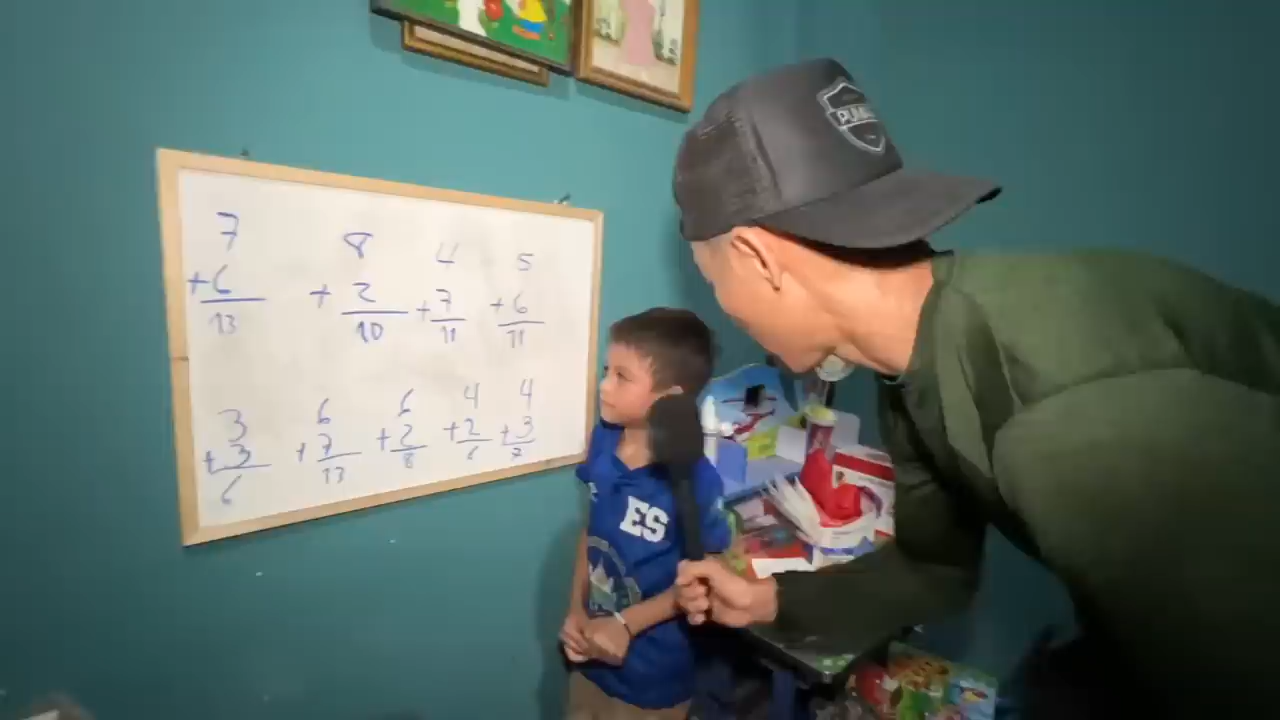 7 8 4 5
+6 + 2 +7 +6
13 10 11 11
3 6 6 4 4
+3 +7 +2 +2 +3
6 13 8 6 7
ES